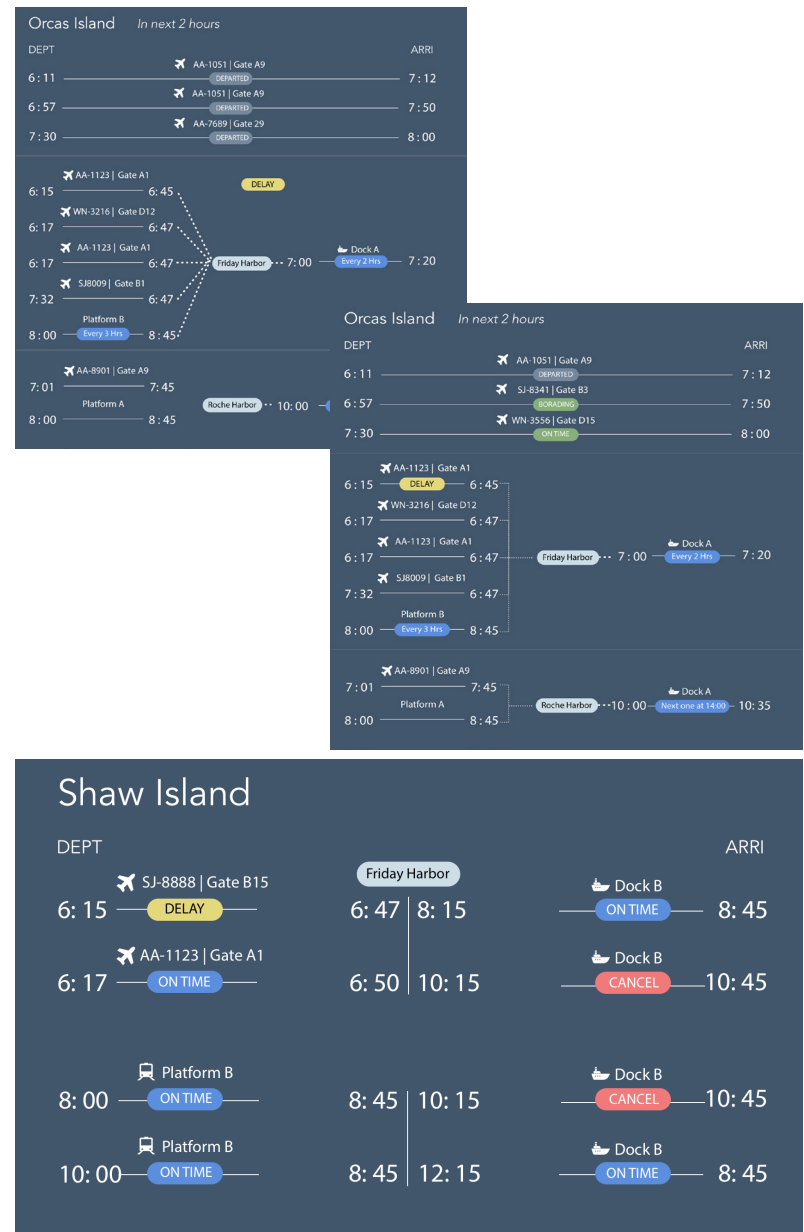 Orcas Island In next 2 hours
DEPT ARRI
AA-1051 | Gate A9
6:11 DEPARTED 7:12
AA-1051 | Gate A9
6:57 DEPARTED 7:50
AA-7689 | Gate 29
7:30 DEPARTED 8:00
AA-1123 | Gate A1
DELAY
6:15 6:45
WN-3216 | Gate D12
6:17 6:47
AA-1123 | Gate A1
Dock A
6:17 6:47 Friday Harbor 7:00 Every 2 Hrs 7:20
SJ8009 | Gate B1
7:32 6:47
Platform B
8:00 Every 3 Hrs 8:45
AA-8901 | Gate A9
7:01 7:45
Platform A
Roche Harbor 10:00
8:00 8:45
Orcas Island In next 2 hours
DEPT ARRI
AA-1051 | Gate A9
6:11 DEPARTED 7:12
SJ-8341 | Gate B3
6:57 BORADING 7:50
WN-3556 | Gate D15
7:30 ON TIME 8:00
AA-1123 | Gate A1
6:15 DELAY 6:45
WN-3216 | Gate D12
6:17 6:47
AA-1123 | Gate A1
Dock A
6:17 6:47 Friday Harbor 7:00 Every 2 Hrs 7:20
SJ8009 | Gate B1
7:32 6:47
Platform B
8:00 Every 3 Hrs 8:45
AA-8901 | Gate A9
7:01 7:45
Dock A
Platform A
Roche Harbor 10:00 Next one at 14:00 10:35
8:00 8:45
Shaw Island
DEPT ARRI
SJ-8888 | Gate B15 Friday Harbor Dock B
6:15 DELAY 6:47 8:15 ON TIME 8:45
AA-1123 | Gate A1 Dock B
6:17 ON TIME 6:50 10:15 CANCEL 10:45
Platform B Dock B
8:00 ON TIME 8:45 10:15 CANCEL 10:45
Platform B Dock B
10:00 ON TIME 8:45 12:15 ON TIME 8:45